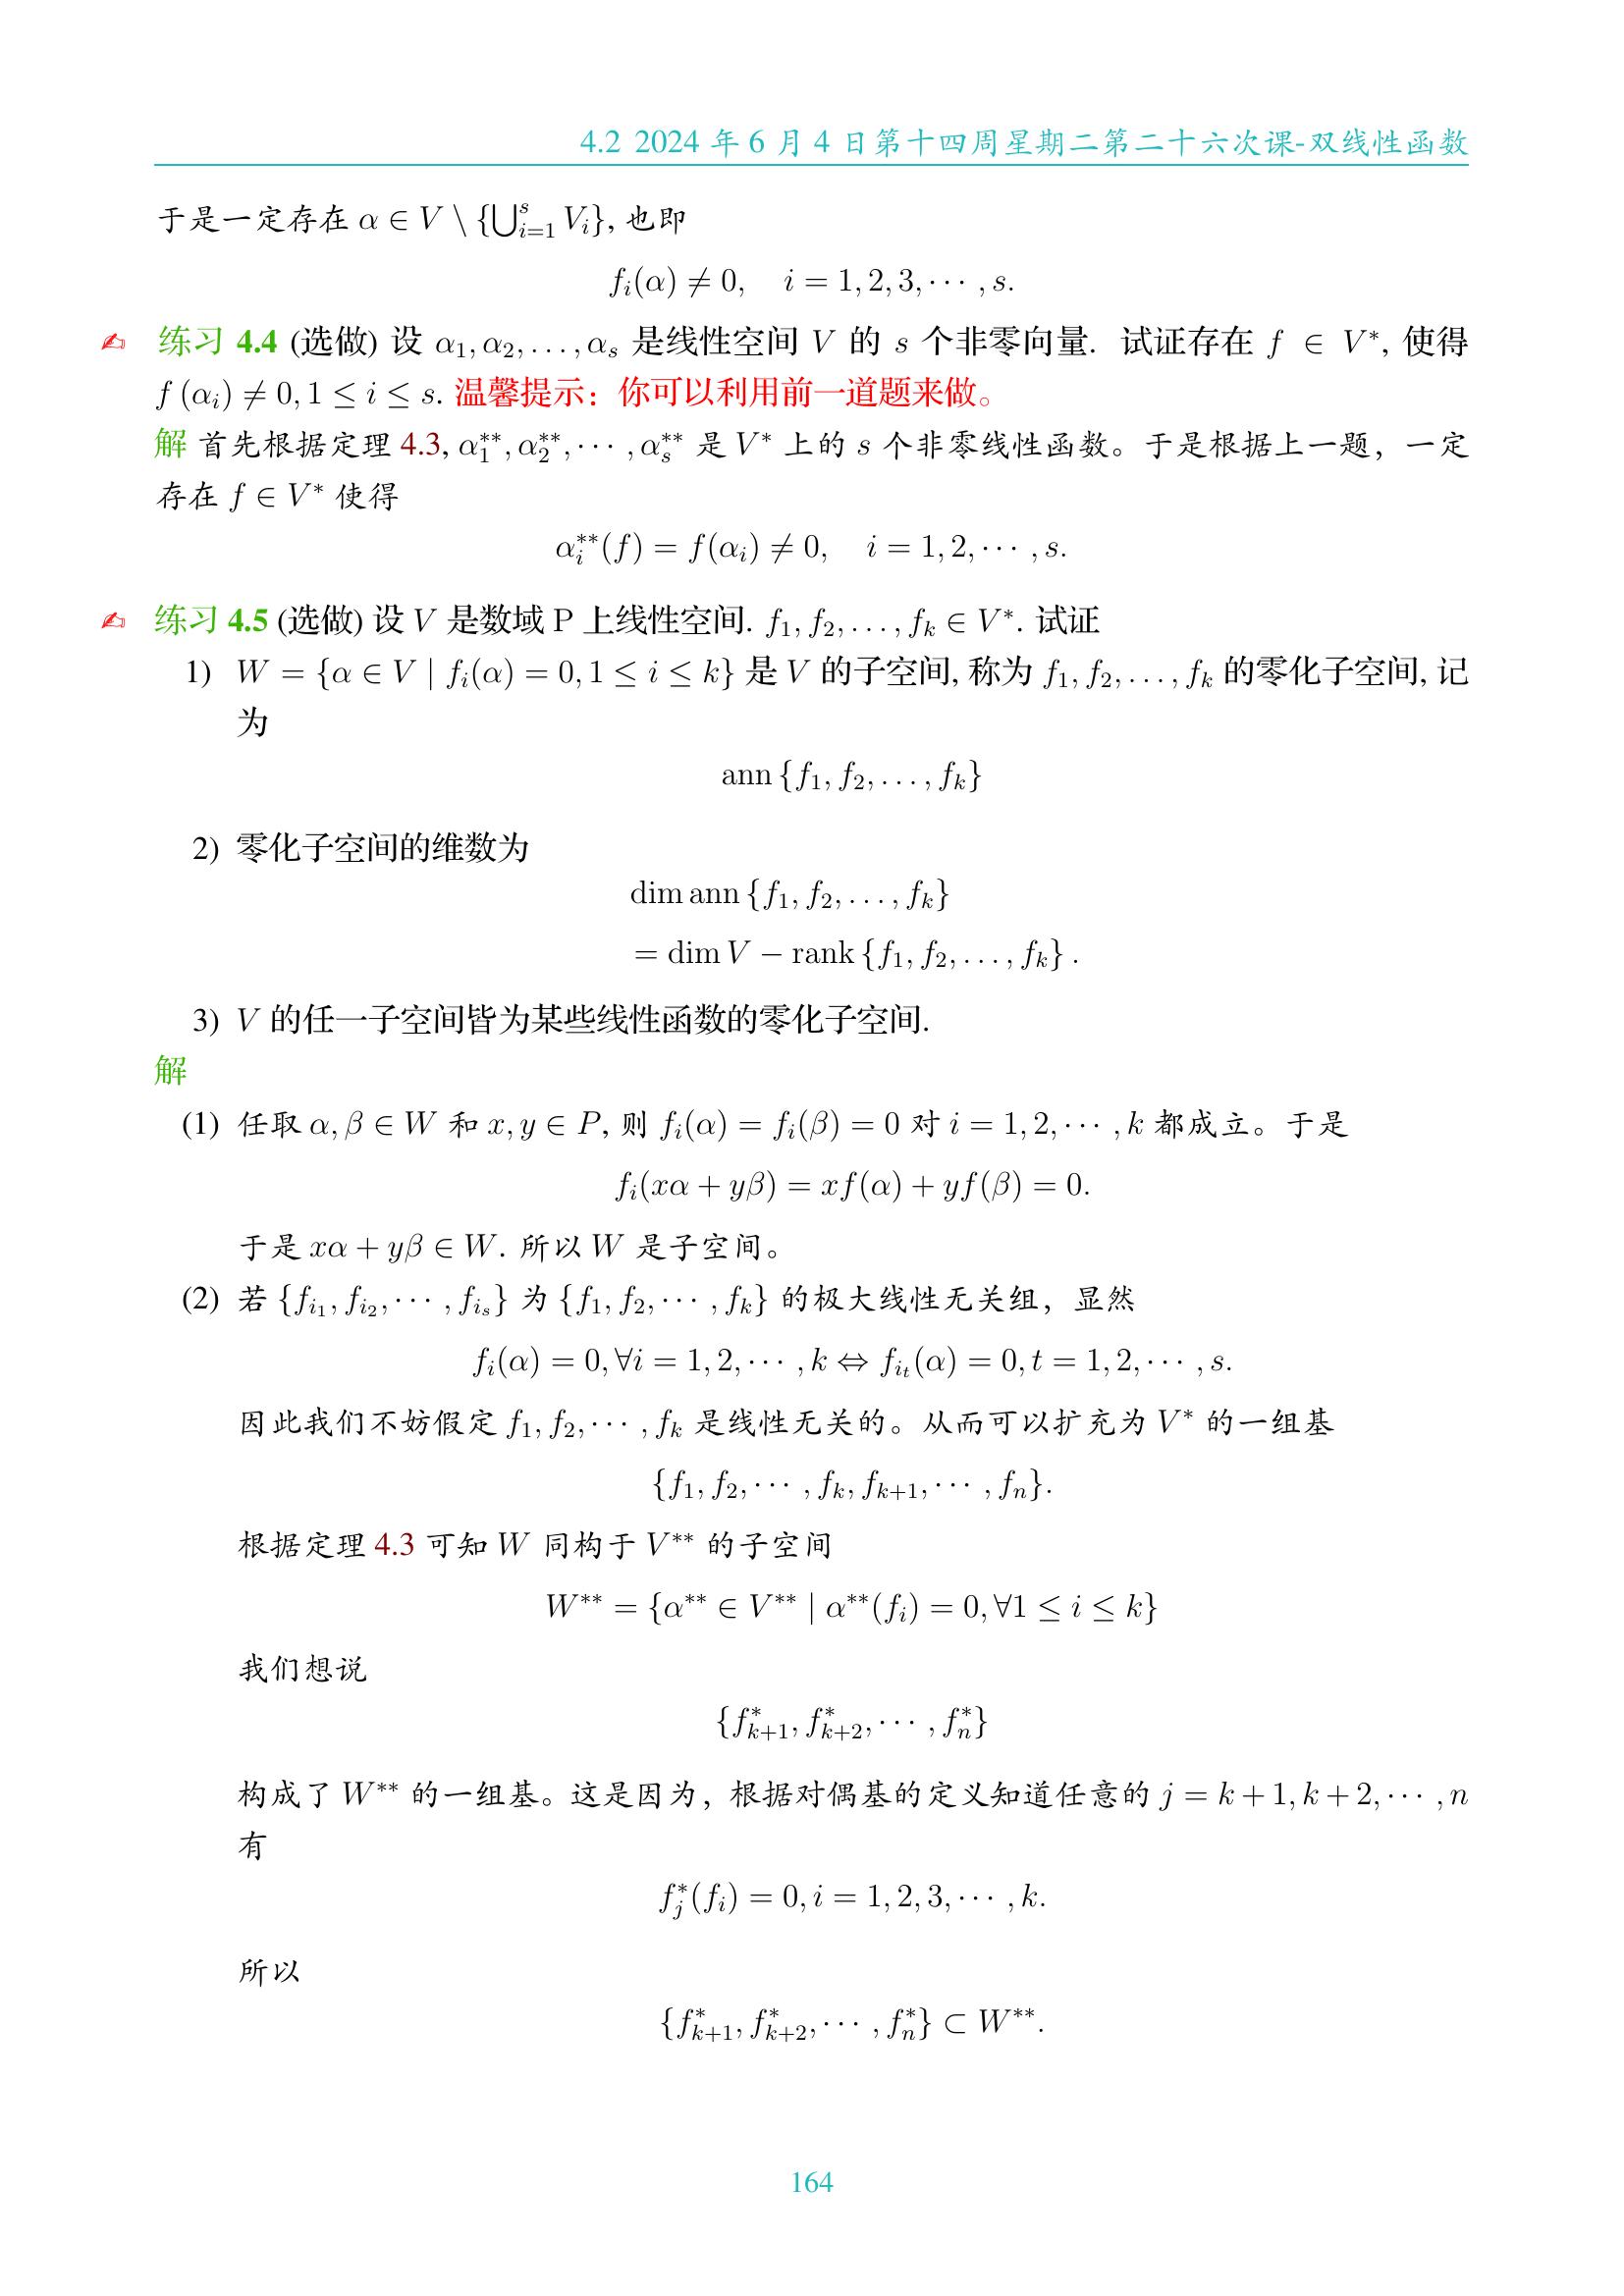 4.2 2024 年 6 月 4 日第十四周星期二第二十六次课-双线性函数
于是一定存在 $\alpha \in V \setminus \{\bigcup_{i=1}^{s} V_i\}$, 也即
$f_i(\alpha) \neq 0, \quad i = 1, 2, 3, \cdots, s.$
✍ 练习 4.4 (选做) 设 $\alpha_1, \alpha_2, \ldots, \alpha_s$ 是线性空间 $V$ 的 $s$ 个非零向量. 试证存在 $f \in V^*$, 使得
$f(\alpha_i) \neq 0, 1 \leq i \leq s.$ 温馨提示：你可以利用前一道题来做。
解 首先根据定理 4.3, $\alpha_1^{**}, \alpha_2^{**}, \cdots, \alpha_s^{**}$ 是 $V^*$ 上的 $s$ 个非零线性函数。于是根据上一题，一定
存在 $f \in V^*$ 使得
$\alpha_i^{**}(f) = f(\alpha_i) \neq 0, \quad i = 1, 2, \cdots, s.$
✍ 练习 4.5 (选做) 设 $V$ 是数域 P 上线性空间. $f_1, f_2, \ldots, f_k \in V^*$. 试证
1) $W = \{\alpha \in V \mid f_i(\alpha) = 0, 1 \leq i \leq k\}$ 是 $V$ 的子空间, 称为 $f_1, f_2, \ldots, f_k$ 的零化子空间, 记
为
$\operatorname{ann}\{f_1, f_2, \ldots, f_k\}$
2) 零化子空间的维数为
$\dim \operatorname{ann}\{f_1, f_2, \ldots, f_k\}$
$= \dim V - \operatorname{rank}\{f_1, f_2, \ldots, f_k\}.$
3) $V$ 的任一子空间皆为某些线性函数的零化子空间.
解
(1) 任取 $\alpha, \beta \in W$ 和 $x, y \in P$, 则 $f_i(\alpha) = f_i(\beta) = 0$ 对 $i = 1, 2, \cdots, k$ 都成立。于是
$f_i(x\alpha + y\beta) = xf(\alpha) + yf(\beta) = 0.$
于是 $x\alpha + y\beta \in W$. 所以 $W$ 是子空间。
(2) 若 $\{f_{i_1}, f_{i_2}, \cdots, f_{i_s}\}$ 为 $\{f_1, f_2, \cdots, f_k\}$ 的极大线性无关组，显然
$f_i(\alpha) = 0, \forall i = 1, 2, \cdots, k \Leftrightarrow f_{i_t}(\alpha) = 0, t = 1, 2, \cdots, s.$
因此我们不妨假定 $f_1, f_2, \cdots, f_k$ 是线性无关的。从而可以扩充为 $V^*$ 的一组基
$\{f_1, f_2, \cdots, f_k, f_{k+1}, \cdots, f_n\}.$
根据定理 4.3 可知 $W$ 同构于 $V^{**}$ 的子空间
$W^{**} = \{\alpha^{**} \in V^{**} \mid \alpha^{**}(f_i) = 0, \forall 1 \leq i \leq k\}$
我们想说
$\{f_{k+1}^*, f_{k+2}^*, \cdots, f_n^*\}$
构成了 $W^{**}$ 的一组基。这是因为，根据对偶基的定义知道任意的 $j = k+1, k+2, \cdots, n$
有
$f_j^*(f_i) = 0, i = 1, 2, 3, \cdots, k.$
所以
$\{f_{k+1}^*, f_{k+2}^*, \cdots, f_n^*\} \subset W^{**}.$
164